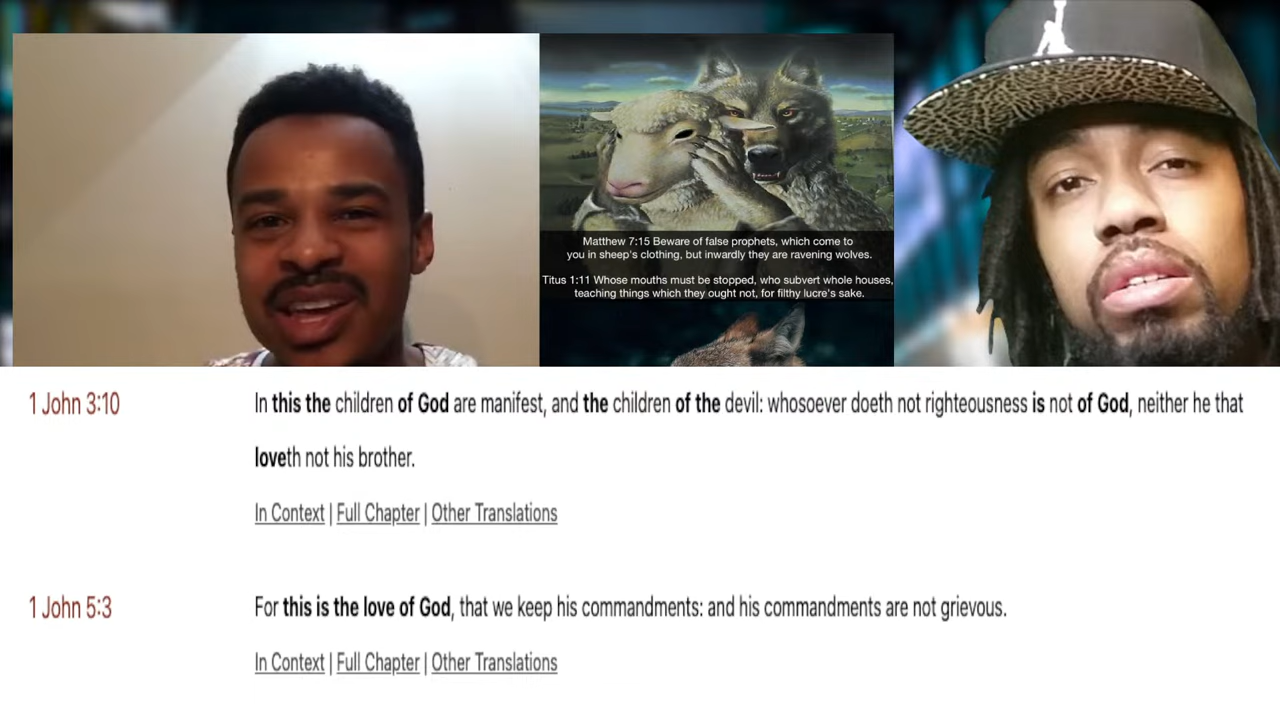 Matthew 7:15 Beware of false prophets, which come to
you in sheep's clothing, but inwardly they are ravening wolves.
Titus 1:11 Whose mouths must be stopped, who subvert whole houses,
teaching things which they ought not, for filthy lucre's sake.
1 John 3:10
In this the children of God are manifest, and the children of the devil: whosoever doeth not righteousness is not of God, neither he that
loveth not his brother.
In Context | Full Chapter | Other Translations
1 John 5:3
For this is the love of God, that we keep his commandments: and his commandments are not grievous.
In Context | Full Chapter | Other Translations